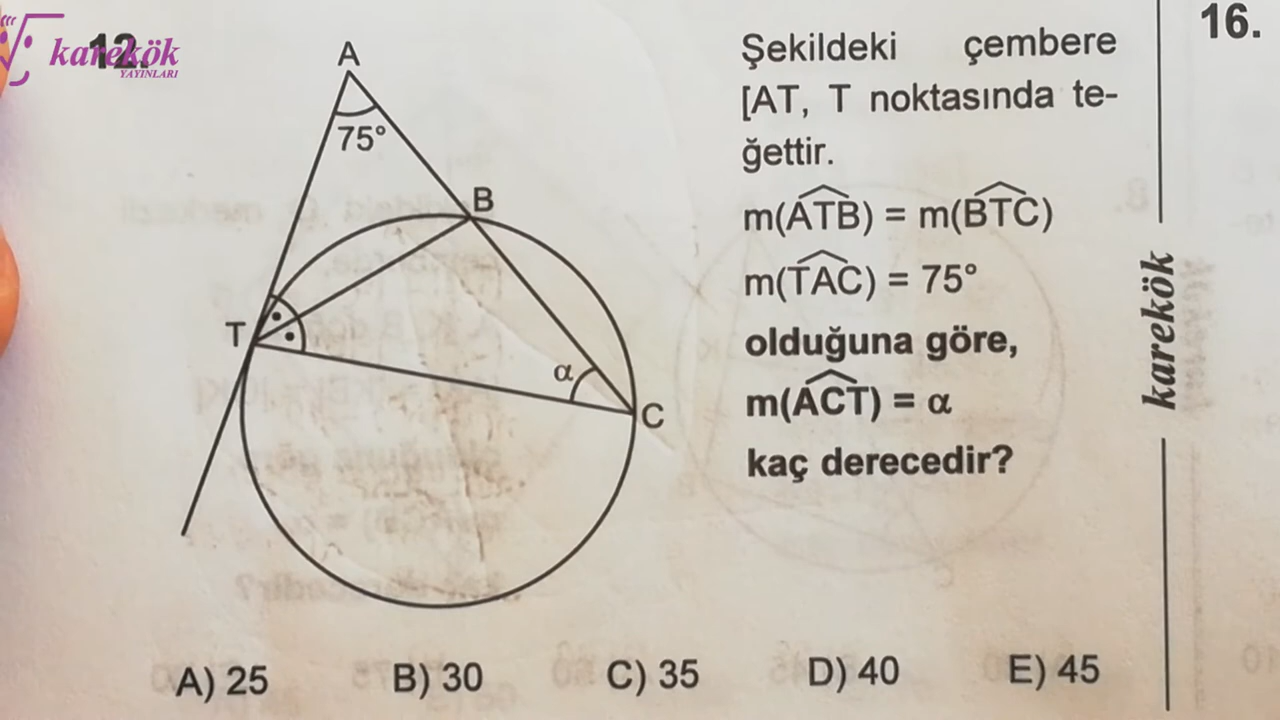 karekök
YAYINLARI
12.
A
75°
B
T
α
C
Şekildeki çembere
[AT, T noktasında te-
ğettir.
m(ATB) = m(BTC)
m(TAC) = 75°
olduğuna göre,
m(ACT) = α
kaç derecedir?
A) 25 B) 30 C) 35 D) 40 E) 45
karekök
16.